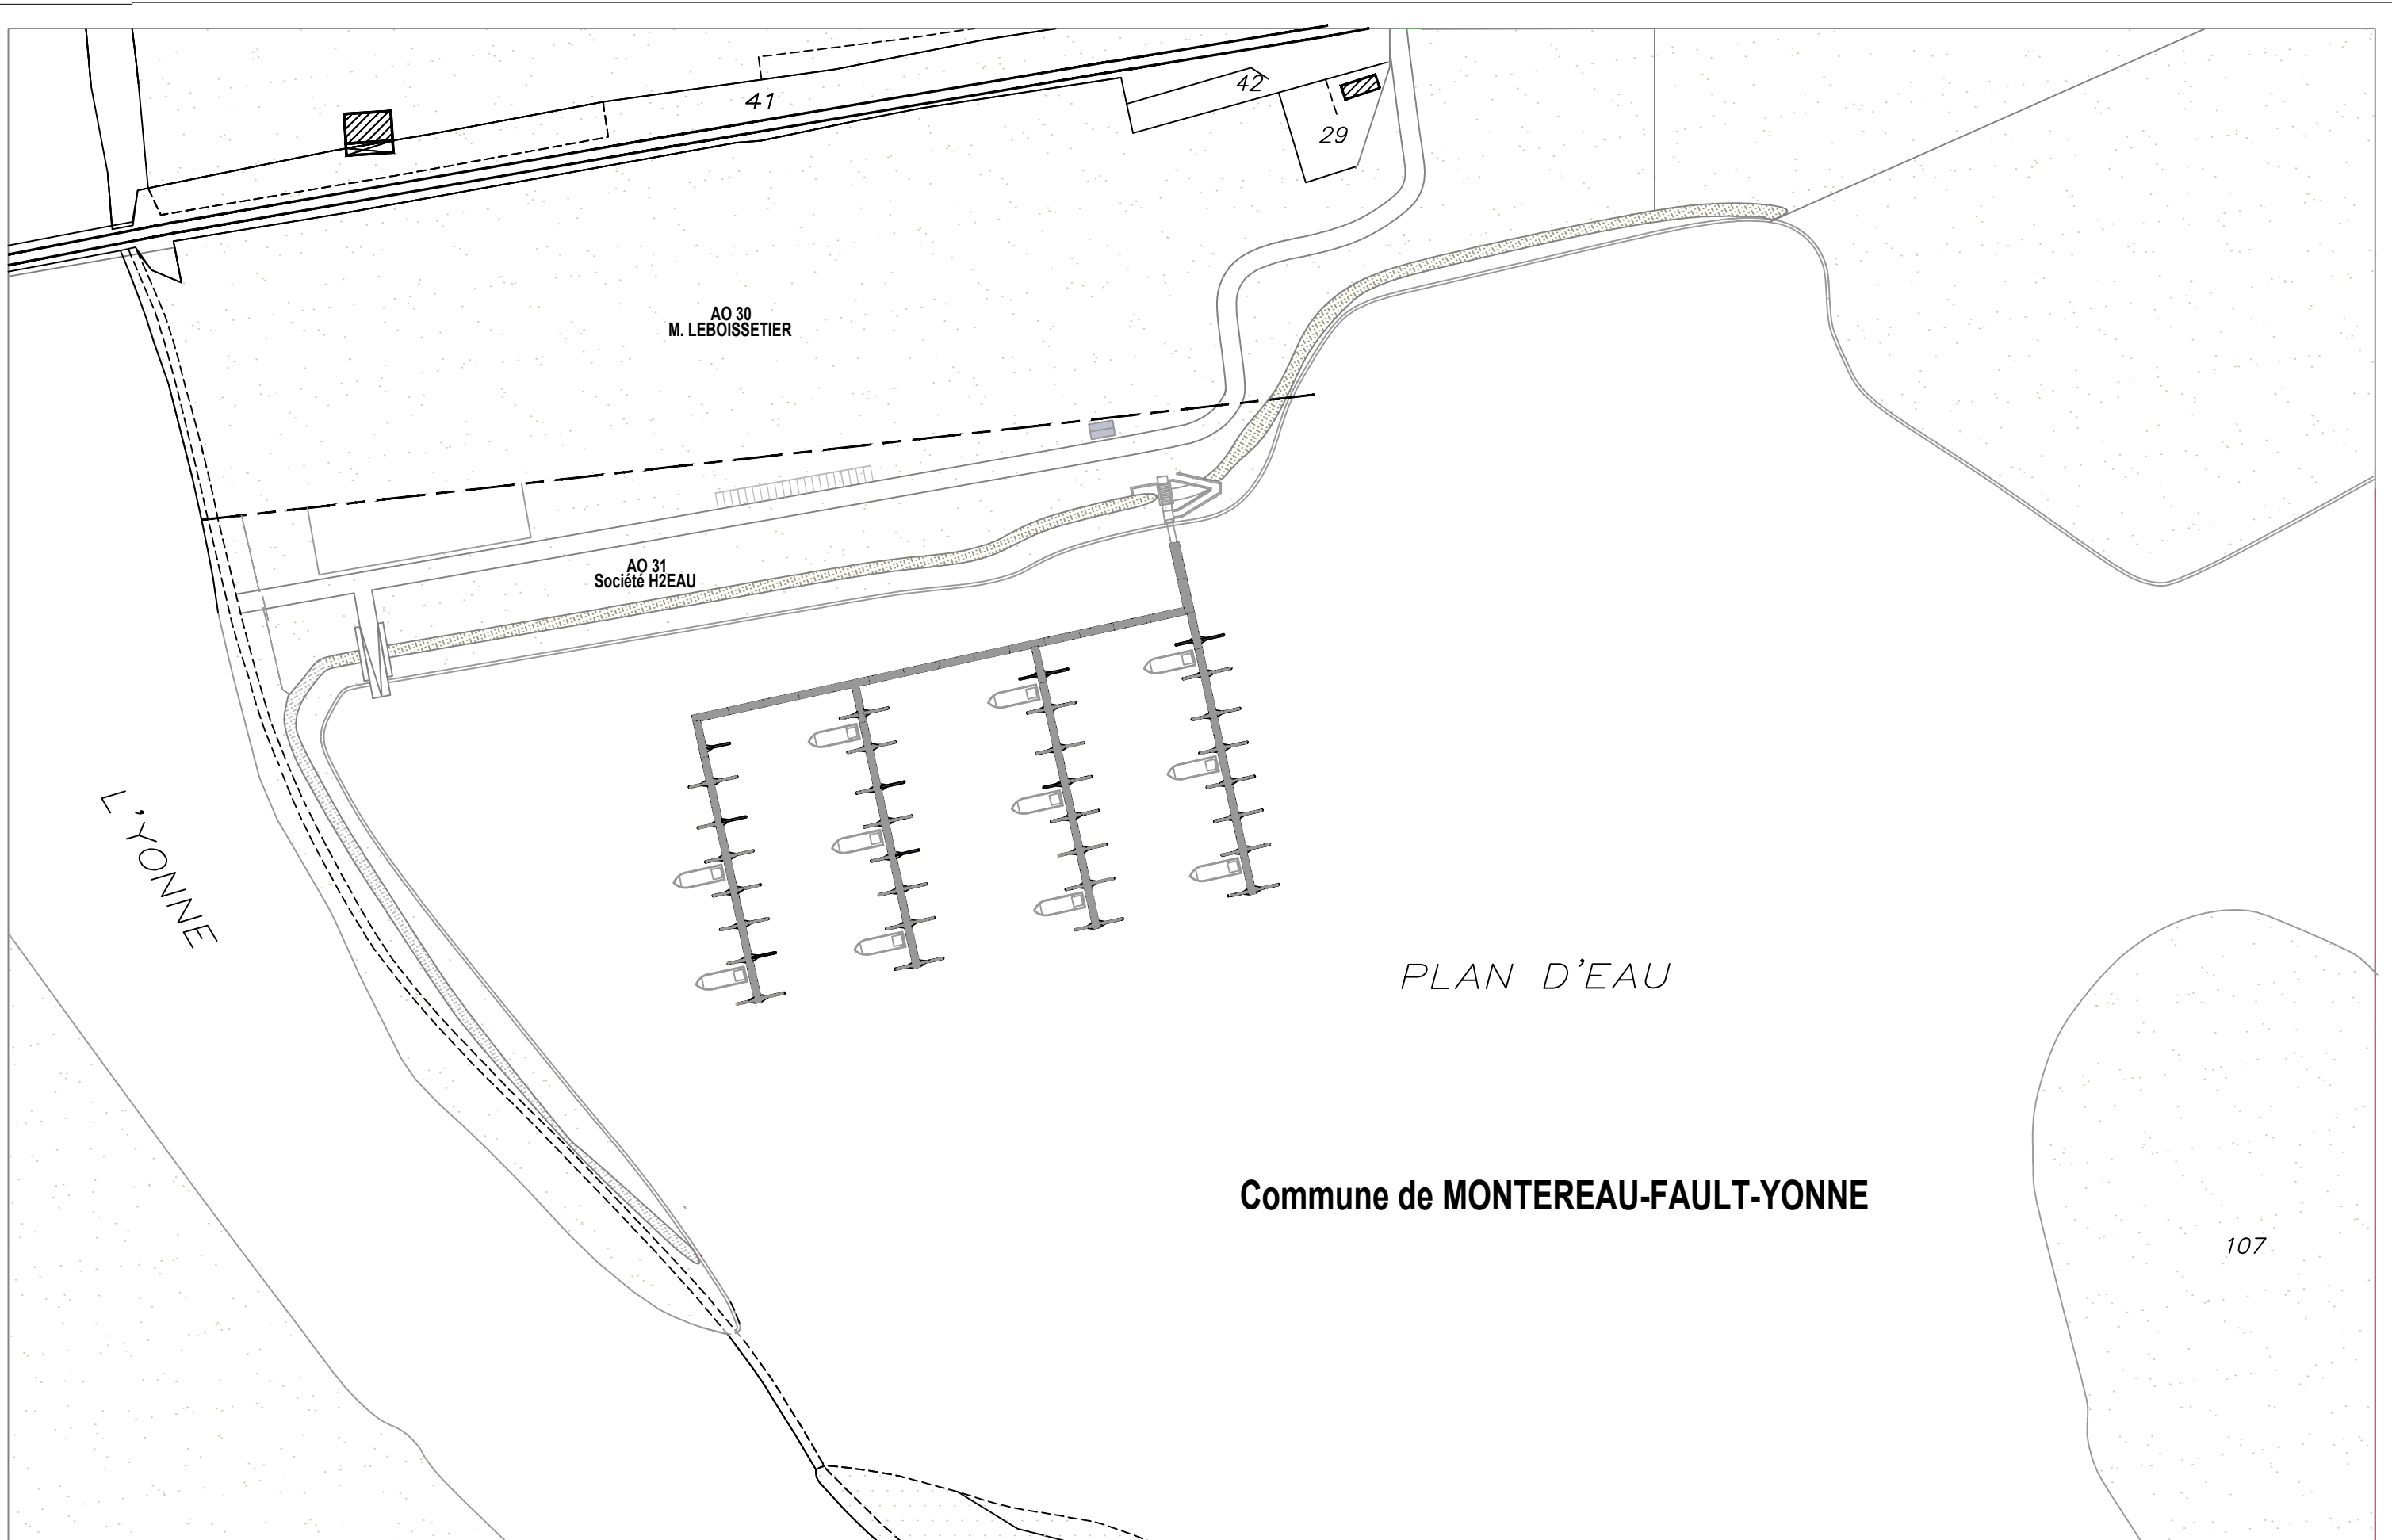 41
42
29
AO 30
M. LEBOISSETIER
AO 31
Société H2EAU
L'YONNE
PLAN D'EAU
Commune de MONTEREAU-FAULT-YONNE
107